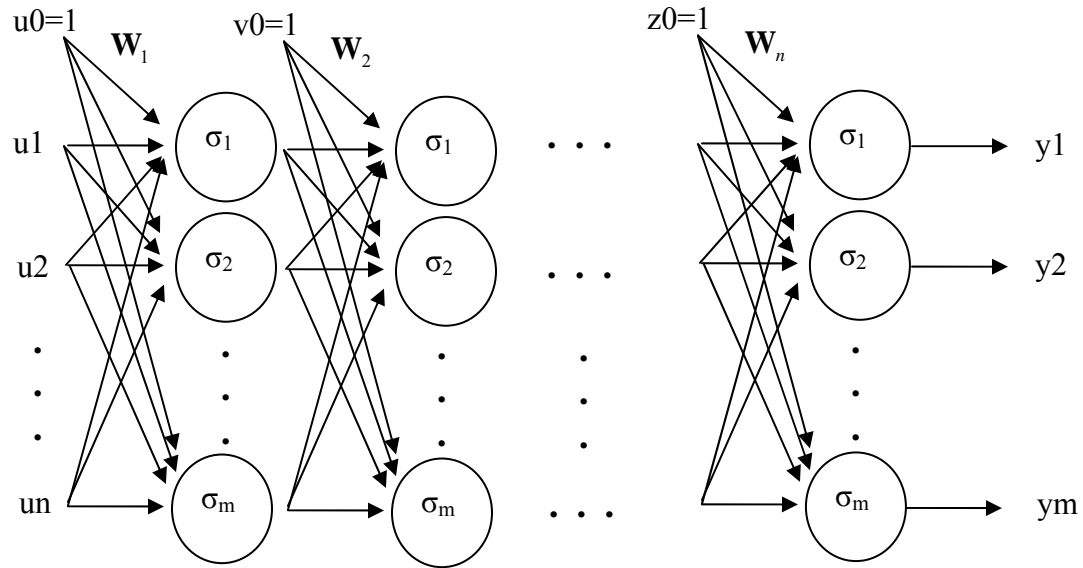 u0=1 v0=1 z0=1
W₁ W₂ Wₙ
u1 σ₁ σ₁ . . . σ₁ y1
u2 σ₂ σ₂ . . . σ₂ y2
. . . . .
. . . . .
. . . . .
un σₘ σₘ . . . σₘ ym